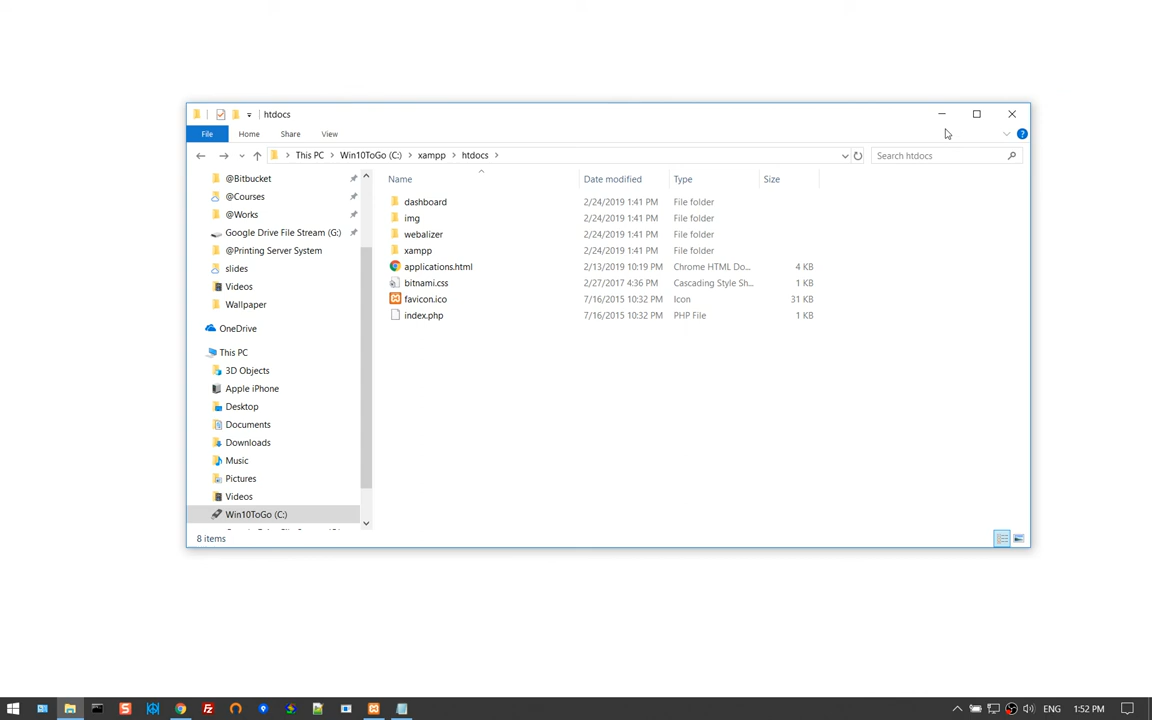 htdocs
File Home Share View
This PC Win10ToGo (C:) xampp htdocs Search htdocs
Name Date modified Type Size
@Bitbucket
@Courses
@Works
Google Drive File Stream (G:)
@Printing Server System
slides
Videos
Wallpaper
OneDrive
This PC
3D Objects
Apple iPhone
Desktop
Documents
Downloads
Music
Pictures
Videos
Win10ToGo (C:)
dashboard 2/24/2019 1:41 PM File folder
img 2/24/2019 1:41 PM File folder
webalizer 2/24/2019 1:41 PM File folder
xampp 2/24/2019 1:41 PM File folder
applications.html 2/13/2019 10:19 PM Chrome HTML Do... 4 KB
bitnami.css 2/27/2017 4:36 PM Cascading Style Sh... 1 KB
favicon.ico 7/16/2015 10:32 PM Icon 31 KB
index.php 7/16/2015 10:32 PM PHP File 1 KB
8 items
ENG 1:52 PM